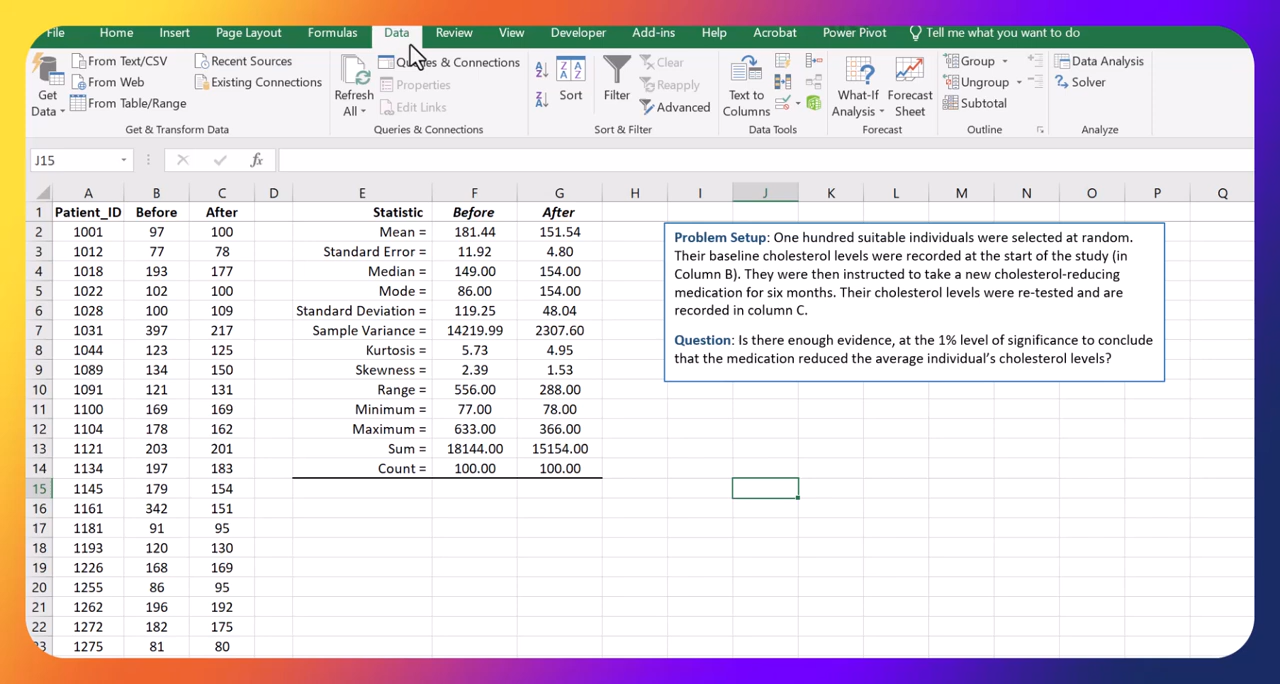 File Home Insert Page Layout Formulas Data Review View Developer Add-ins Help Acrobat Power Pivot Tell me what you want to do
Get Data
From Text/CSV
From Web
From Table/Range
Recent Sources
Existing Connections
Get & Transform Data
Refresh All
Queries & Connections
Properties
Edit Links
Queries & Connections
Sort
Filter
Clear
Reapply
Advanced
Sort & Filter
Text to Columns
Data Tools
What-If Analysis
Forecast Sheet
Forecast
Group
Ungroup
Subtotal
Outline
Data Analysis
Solver
Analyze
J15 fx
A B C D E F G H I J K L M N O P Q
1 Patient_ID Before After Statistic Before After
2 1001 97 100 Mean = 181.44 151.54
3 1012 77 78 Standard Error = 11.92 4.80
4 1018 193 177 Median = 149.00 154.00
5 1022 102 100 Mode = 86.00 154.00
6 1028 100 109 Standard Deviation = 119.25 48.04
7 1031 397 217 Sample Variance = 14219.99 2307.60
8 1044 123 125 Kurtosis = 5.73 4.95
9 1089 134 150 Skewness = 2.39 1.53
10 1091 121 131 Range = 556.00 288.00
11 1100 169 169 Minimum = 77.00 78.00
12 1104 178 162 Maximum = 633.00 366.00
13 1121 203 201 Sum = 18144.00 15154.00
14 1134 197 183 Count = 100.00 100.00
15 1145 179 154
16 1161 342 151
17 1181 91 95
18 1193 120 130
19 1226 168 169
20 1255 86 95
21 1262 196 192
22 1272 182 175
23 1275 81 80
Problem Setup: One hundred suitable individuals were selected at random.
Their baseline cholesterol levels were recorded at the start of the study (in
Column B). They were then instructed to take a new cholesterol-reducing
medication for six months. Their cholesterol levels were re-tested and are
recorded in column C.
Question: Is there enough evidence, at the 1% level of significance to conclude
that the medication reduced the average individual's cholesterol levels?